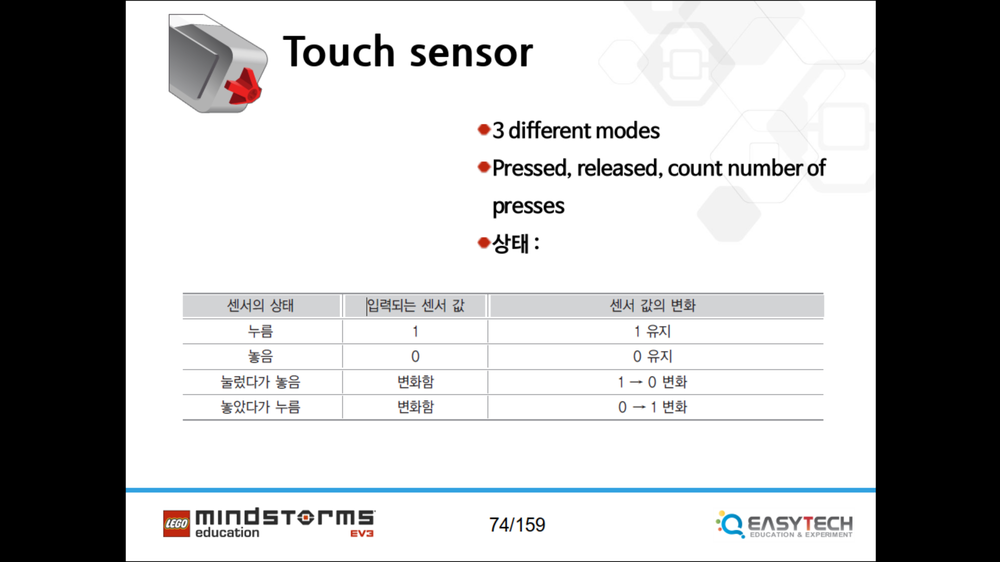 Touch sensor
3 different modes
Pressed, released, count number of
presses
상태 :
센서의 상태 입력되는 센서 값 센서 값의 변화
누름 1 1 유지
놓음 0 0 유지
눌렀다가 놓음 변화함 1 → 0 변화
놓았다가 누름 변화함 0 → 1 변화
LEGO mindstorms
education EV3
74/159
EASYTECH
EDUCATION & EXPERIMENT